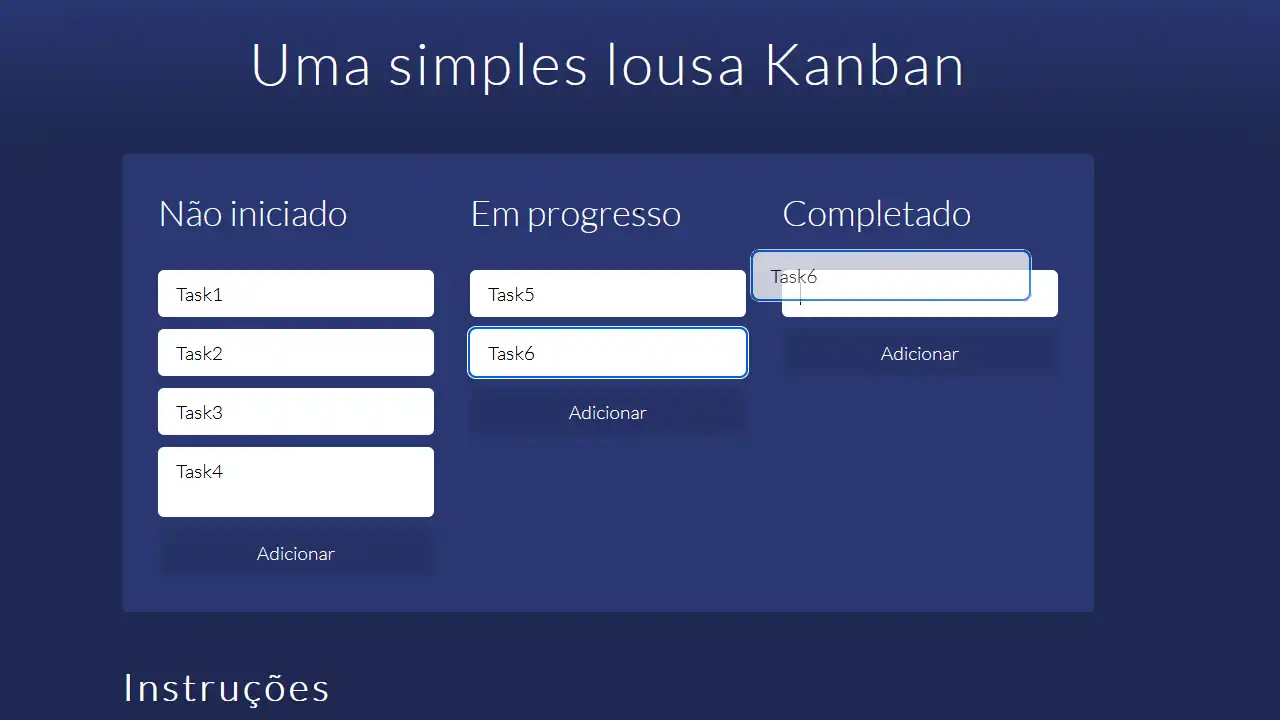 Uma simples lousa Kanban
Não iniciado
Task1
Task2
Task3
Task4
Adicionar
Em progresso
Task5
Task6
Adicionar
Completado
Task6
Adicionar
Instruções